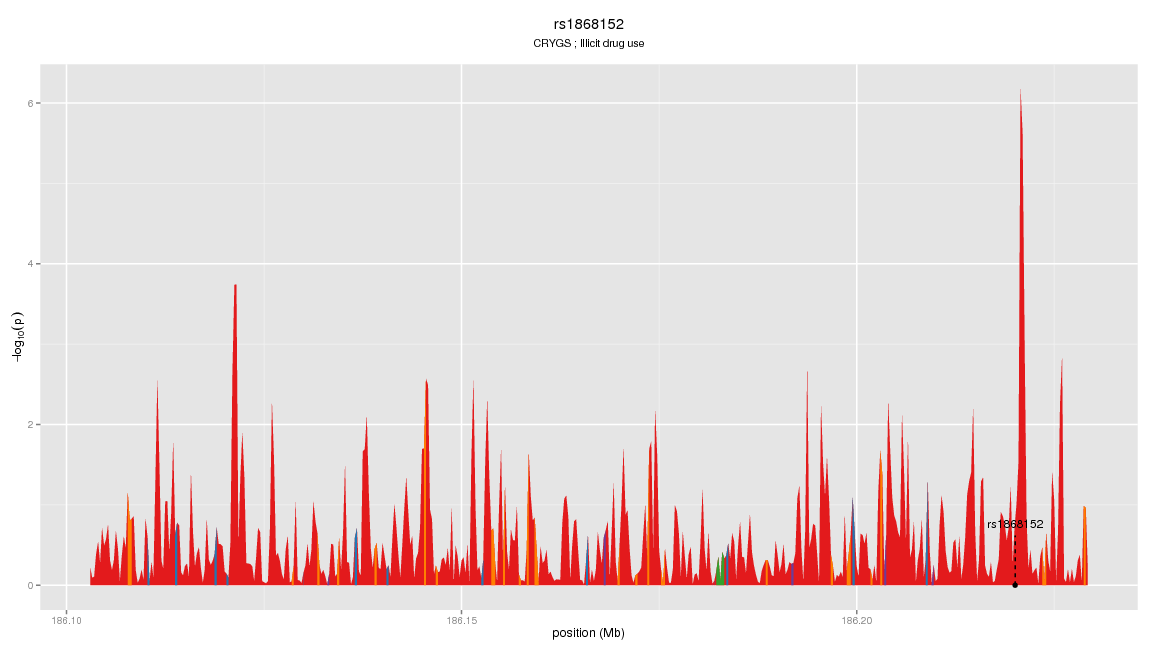 rs1868152
CRYGS ; Illicit drug use
6
4
2
0
−log10(p)
rs1868152
186.10
186.15
186.20
position (Mb)